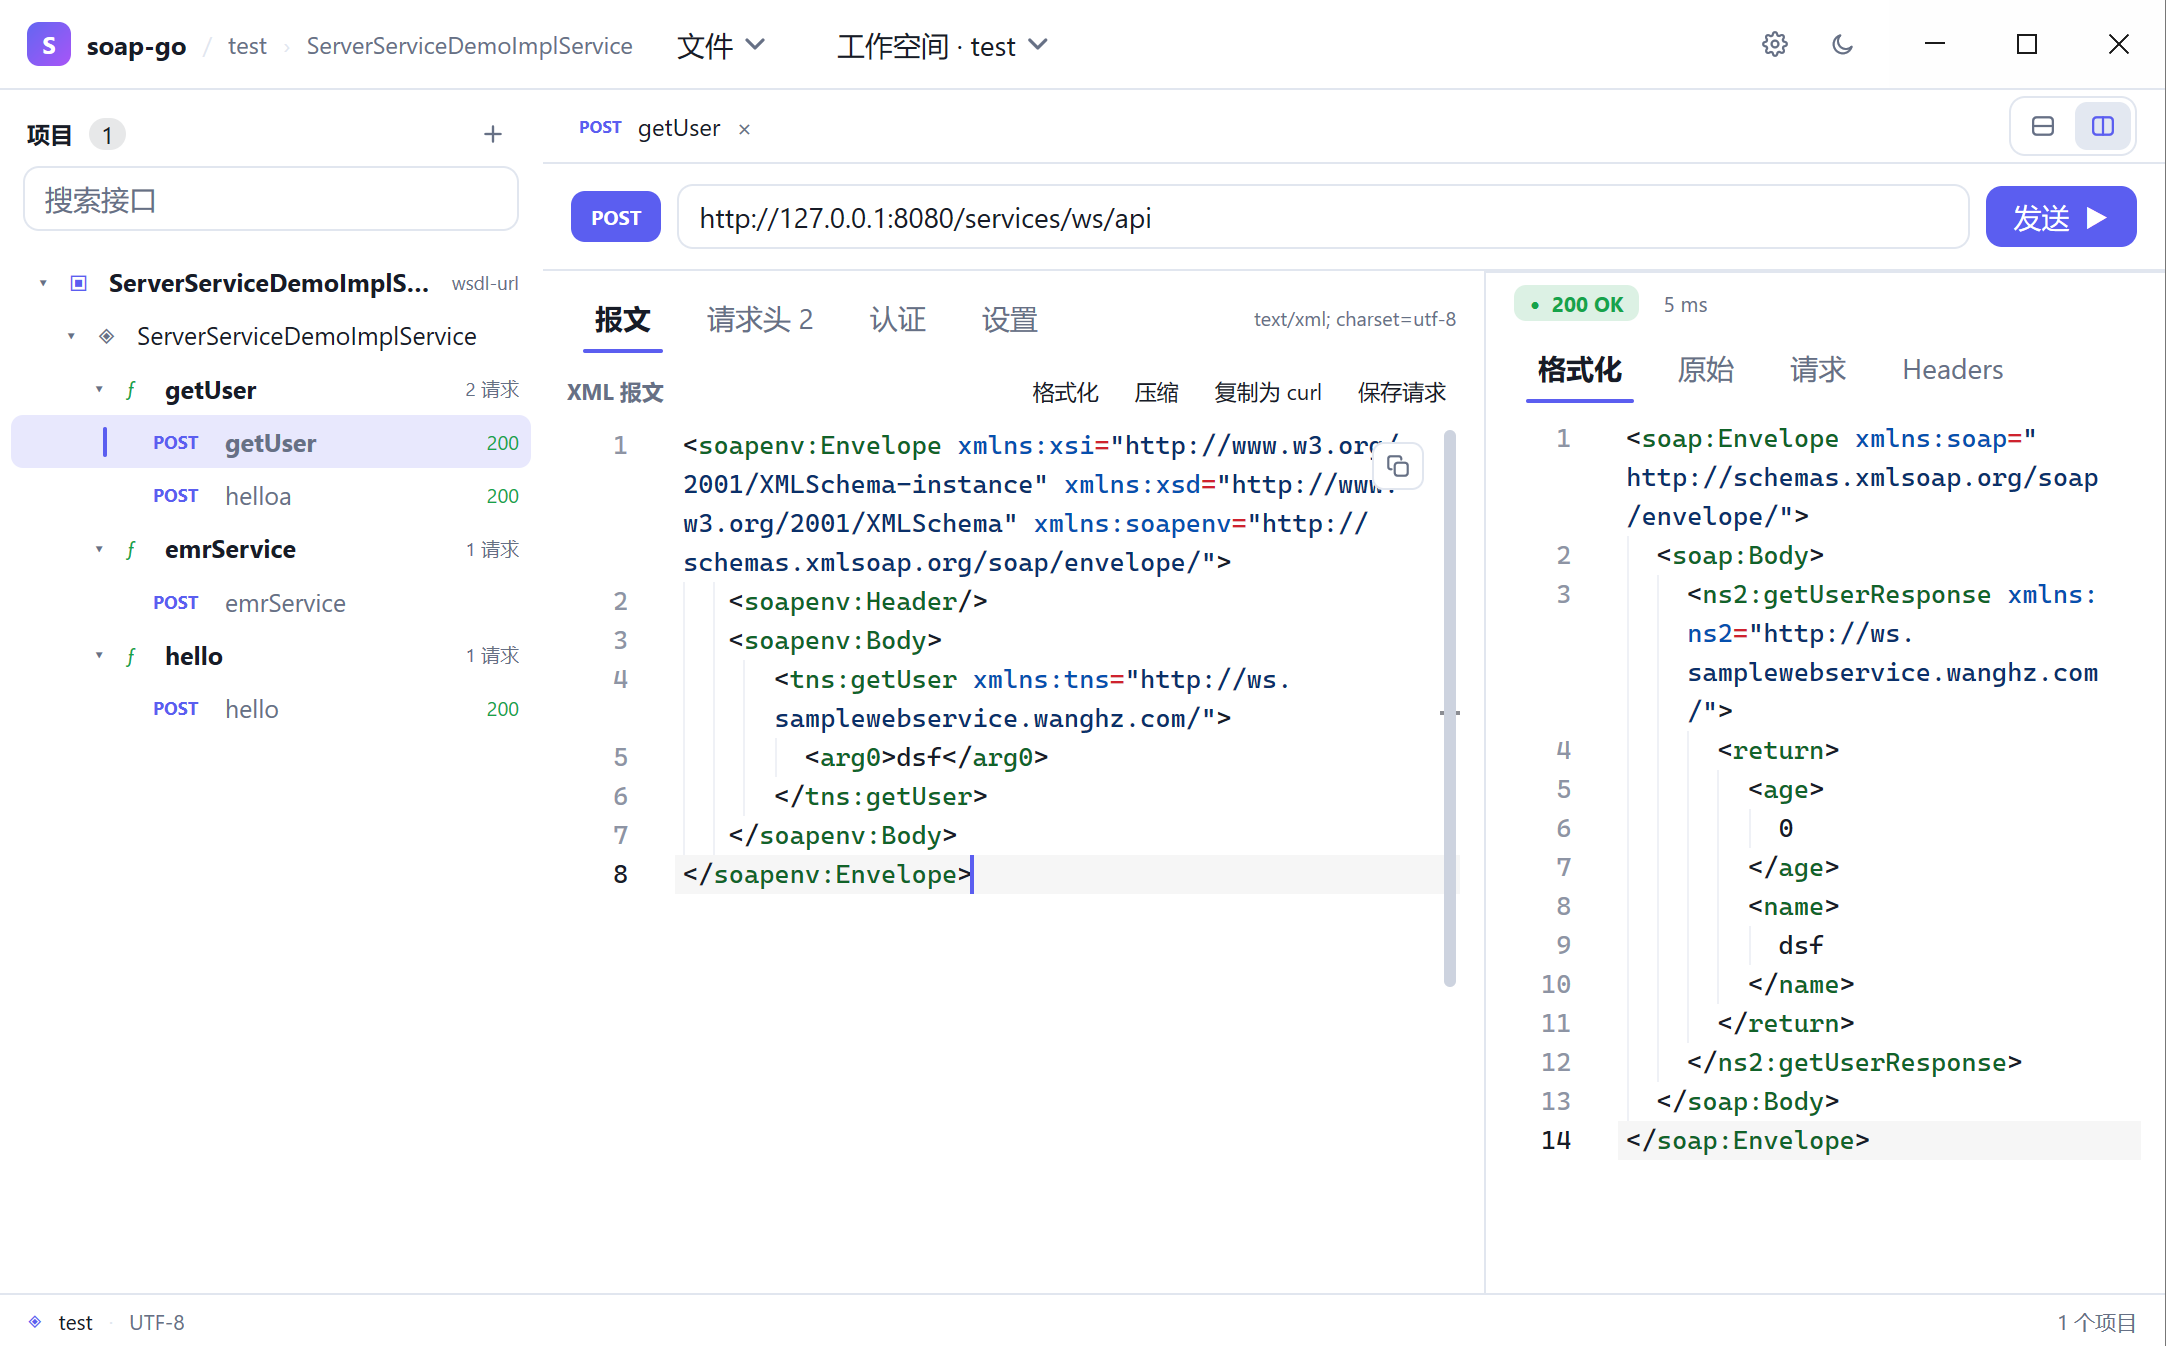 S soap-go / test › ServerServiceDemoImplService 文件 工作空间 · test
项目 1 +
搜索接口
ServerServiceDemoImplS... wsdl-url
ServerServiceDemoImplService
f getUser 2 请求
POST getUser 200
POST helloa 200
f emrService 1 请求
POST emrService
f hello 1 请求
POST hello 200
POST getUser ×
POST http://127.0.0.1:8080/services/ws/api 发送
报文 请求头 2 认证 设置 text/xml; charset=utf-8
XML 报文 格式化 压缩 复制为 curl 保存请求
1 <soapenv:Envelope xmlns:xsi="http://www.w3.org/
2001/XMLSchema-instance" xmlns:xsd="http://www.
w3.org/2001/XMLSchema" xmlns:soapenv="http://
schemas.xmlsoap.org/soap/envelope/">
2 <soapenv:Header/>
3 <soapenv:Body>
4 <tns:getUser xmlns:tns="http://ws.
samplewebservice.wanghz.com/">
5 <arg0>dsf</arg0>
6 </tns:getUser>
7 </soapenv:Body>
8 </soapenv:Envelope>
• 200 OK 5 ms
格式化 原始 请求 Headers
1 <soap:Envelope xmlns:soap="
http://schemas.xmlsoap.org/soap
/envelope/">
2 <soap:Body>
3 <ns2:getUserResponse xmlns:
ns2="http://ws.
samplewebservice.wanghz.com
/">
4 <return>
5 <age>
6 0
7 </age>
8 <name>
9 dsf
10 </name>
11 </return>
12 </ns2:getUserResponse>
13 </soap:Body>
14 </soap:Envelope>
test · UTF-8 1 个项目